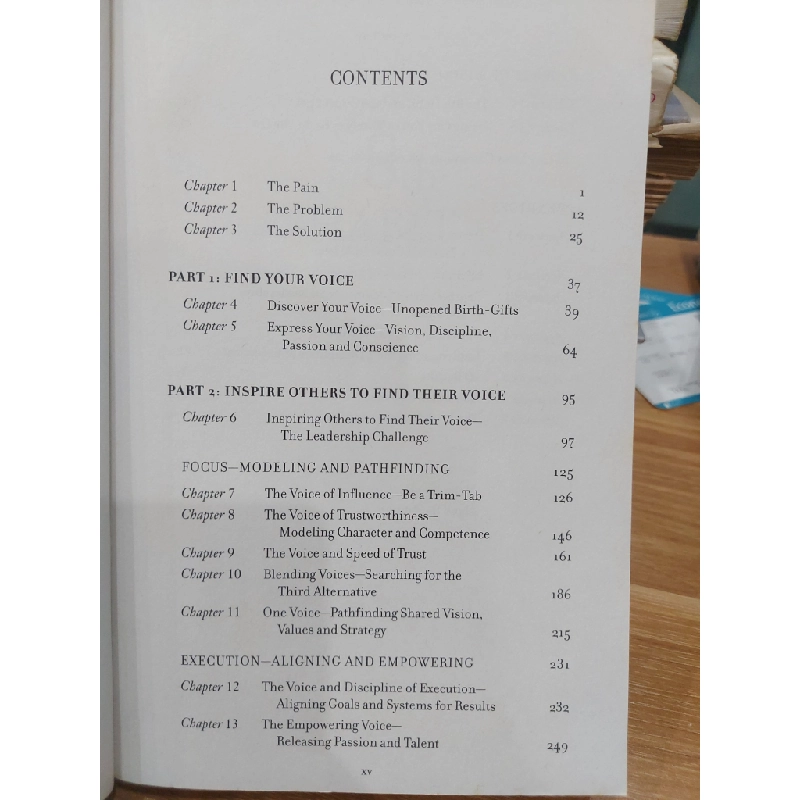 CONTENTS
Chapter 1 The Pain 1
Chapter 2 The Problem 12
Chapter 3 The Solution 25
PART 1: FIND YOUR VOICE 37
Chapter 4 Discover Your Voice—Unopened Birth-Gifts 39
Chapter 5 Express Your Voice—Vision, Discipline,
Passion and Conscience 64
PART 2: INSPIRE OTHERS TO FIND THEIR VOICE 95
Chapter 6 Inspiring Others to Find Their Voice—
The Leadership Challenge 97
FOCUS—MODELING AND PATHFINDING 125
Chapter 7 The Voice of Influence—Be a Trim-Tab 126
Chapter 8 The Voice of Trustworthiness—
Modeling Character and Competence 146
Chapter 9 The Voice and Speed of Trust 161
Chapter 10 Blending Voices—Searching for the
Third Alternative 186
Chapter 11 One Voice—Pathfinding Shared Vision,
Values and Strategy 215
EXECUTION—ALIGNING AND EMPOWERING 231
Chapter 12 The Voice and Discipline of Execution—
Aligning Goals and Systems for Results 232
Chapter 13 The Empowering Voice—
Releasing Passion and Talent 249
xv